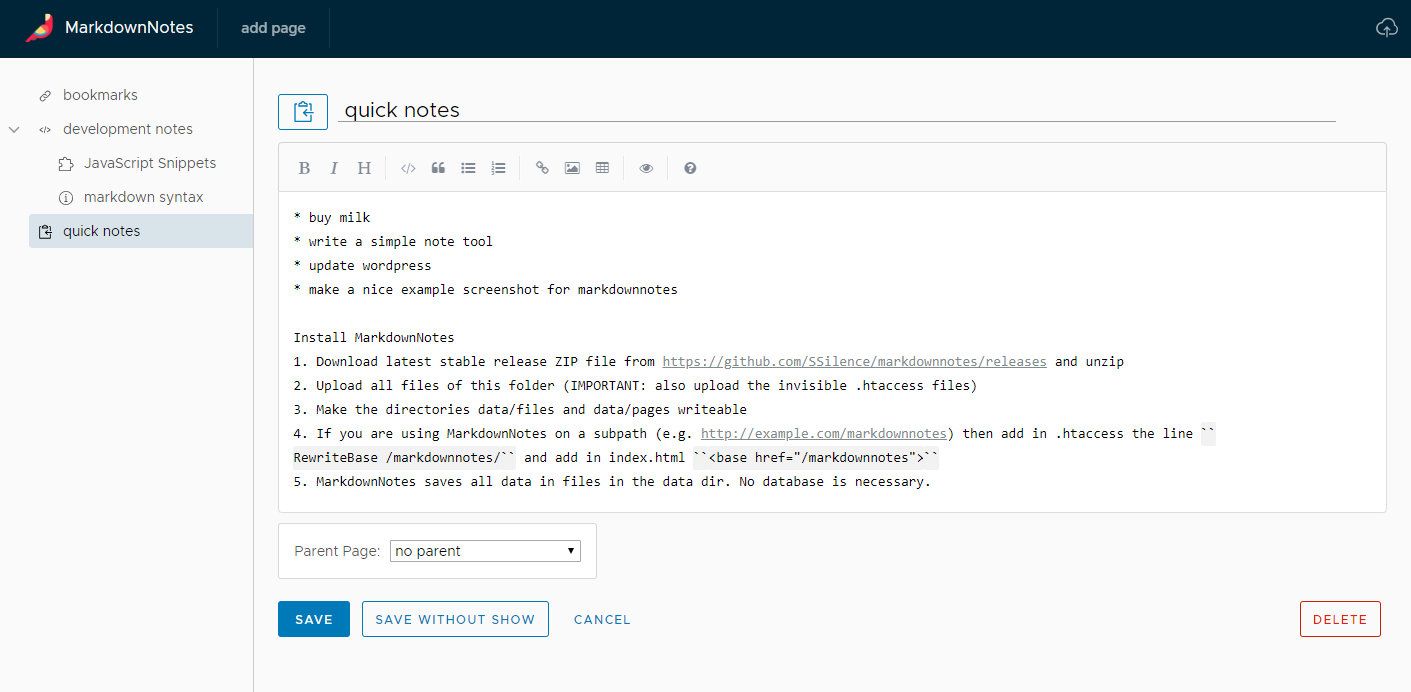 MarkdownNotes
add page
bookmarks
development notes
JavaScript Snippets
markdown syntax
quick notes
quick notes
B I H
* buy milk
* write a simple note tool
* update wordpress
* make a nice example screenshot for markdownnotes
Install MarkdownNotes
1. Download latest stable release ZIP file from https://github.com/SSilence/markdownnotes/releases and unzip
2. Upload all files of this folder (IMPORTANT: also upload the invisible .htaccess files)
3. Make the directories data/files and data/pages writeable
4. If you are using MarkdownNotes on a subpath (e.g. http://example.com/markdownnotes) then add in .htaccess the line ``
RewriteBase /markdownnotes/`` and add in index.html ``<base href="/markdownnotes">``
5. MarkdownNotes saves all data in files in the data dir. No database is necessary.
Parent Page: no parent
SAVE
SAVE WITHOUT SHOW
CANCEL
DELETE